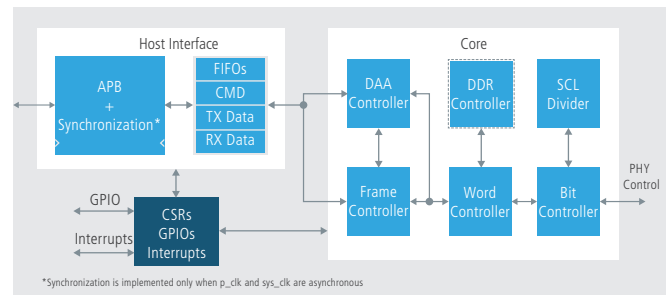 Host Interface
Core
APB
+
Synchronization*
FIFOs
CMD
TX Data
RX Data
DAA
Controller
DDR
Controller
SCL
Divider
Frame
Controller
Word
Controller
Bit
Controller
PHY
Control
GPIO
Interrupts
CSRs
GPIOs
Interrupts
*Synchronization is implemented only when p_clk and sys_clk are asynchronous